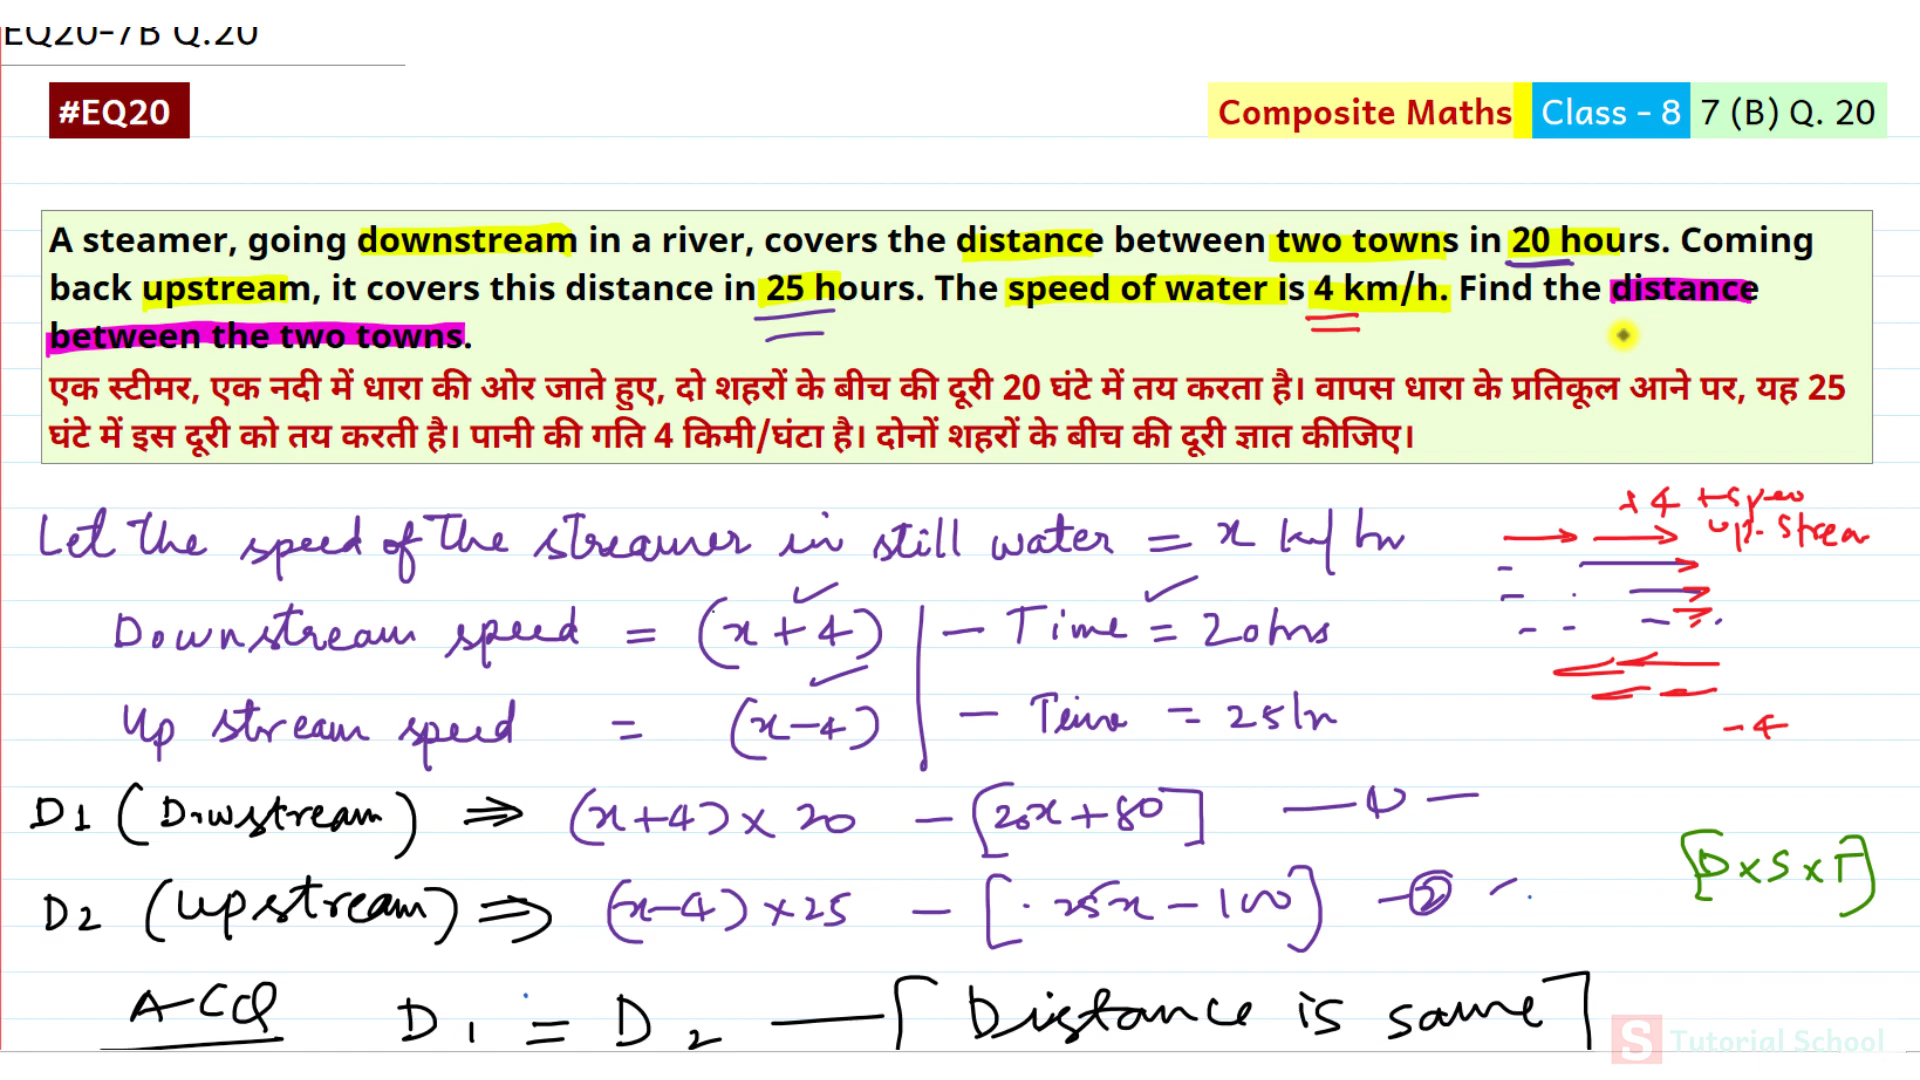 EQ20-7B Q.20
#EQ20
Composite Maths Class - 8 7 (B) Q. 20
A steamer, going downstream in a river, covers the distance between two towns in 20 hours. Coming
back upstream, it covers this distance in 25 hours. The speed of water is 4 km/h. Find the distance
between the two towns.
एक स्टीमर, एक नदी में धारा की ओर जाते हुए, दो शहरों के बीच की दूरी 20 घंटे में तय करता है। वापस धारा के प्रतिकूल आने पर, यह 25
घंटे में इस दूरी को तय करती है। पानी की गति 4 किमी/घंटा है। दोनों शहरों के बीच की दूरी ज्ञात कीजिए।
Let the speed of the streamer in still water = x km/hr
Downstream speed = (x+4) - Time = 20hrs
Up stream speed = (x-4) - Time = 25hr
+4
up-stream
-4
D1 (Downstream) ⇒ (x+4)×20 - [20x+80] - 1 -
D2 (upstream) ⇒ (x-4)×25 - [25x-100] - 2
[D×S×T]
ACQ D1 = D2 - [Distance is same]
S Tutorial School